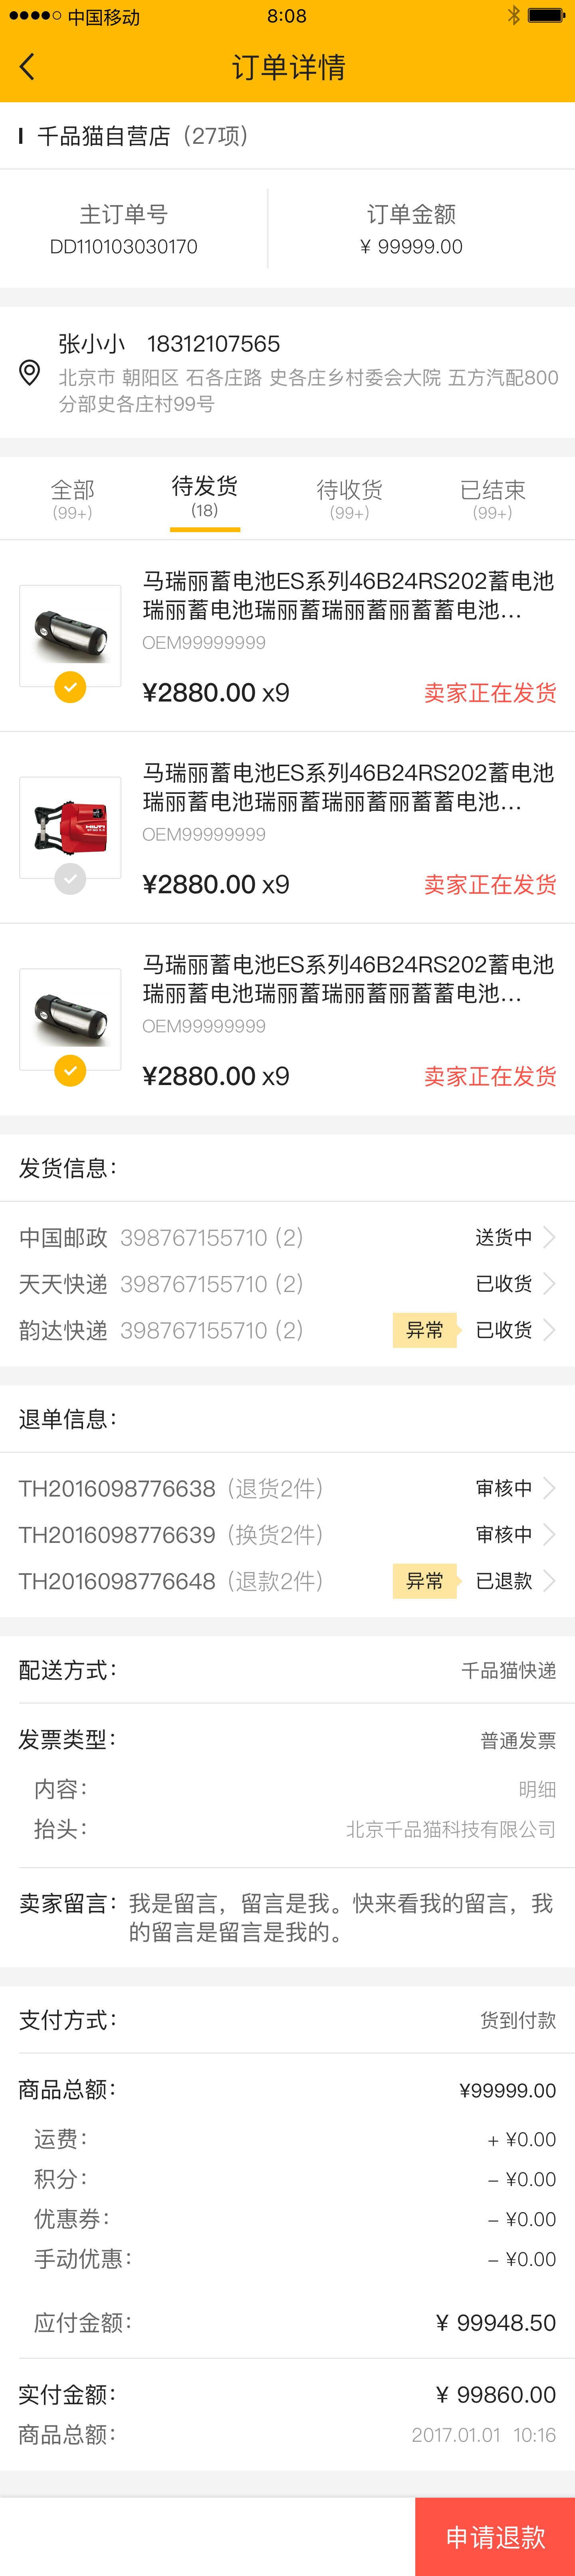 中国移动 8:08
订单详情
千品猫自营店（27项）
主订单号 订单金额
DD110103030170 ¥ 99999.00
张小小 18312107565
北京市 朝阳区 石各庄路 史各庄乡村委会大院 五方汽配800
分部史各庄村99号
全部 待发货 待收货 已结束
(99+) (18) (99+) (99+)
马瑞丽蓄电池ES系列46B24RS202蓄电池
瑞丽蓄电池瑞丽蓄瑞丽蓄丽蓄蓄电池...
OEM99999999
¥2880.00 x9 卖家正在发货
马瑞丽蓄电池ES系列46B24RS202蓄电池
瑞丽蓄电池瑞丽蓄瑞丽蓄丽蓄蓄电池...
HILTI
OEM99999999
¥2880.00 x9 卖家正在发货
马瑞丽蓄电池ES系列46B24RS202蓄电池
瑞丽蓄电池瑞丽蓄瑞丽蓄丽蓄蓄电池...
OEM99999999
¥2880.00 x9 卖家正在发货
发货信息：
中国邮政 398767155710 (2) 送货中
天天快递 398767155710 (2) 已收货
韵达快递 398767155710 (2) 异常 已收货
退单信息：
TH2016098776638（退货2件） 审核中
TH2016098776639（换货2件） 审核中
TH2016098776648（退款2件） 异常 已退款
配送方式： 千品猫快递
发票类型： 普通发票
内容： 明细
抬头： 北京千品猫科技有限公司
卖家留言：我是留言，留言是我。快来看我的留言，我
的留言是留言是我的。
支付方式： 货到付款
商品总额： ¥99999.00
运费： + ¥0.00
积分： – ¥0.00
优惠券： – ¥0.00
手动优惠： – ¥0.00
应付金额： ¥ 99948.50
实付金额： ¥ 99860.00
商品总额： 2017.01.01 10:16
申请退款